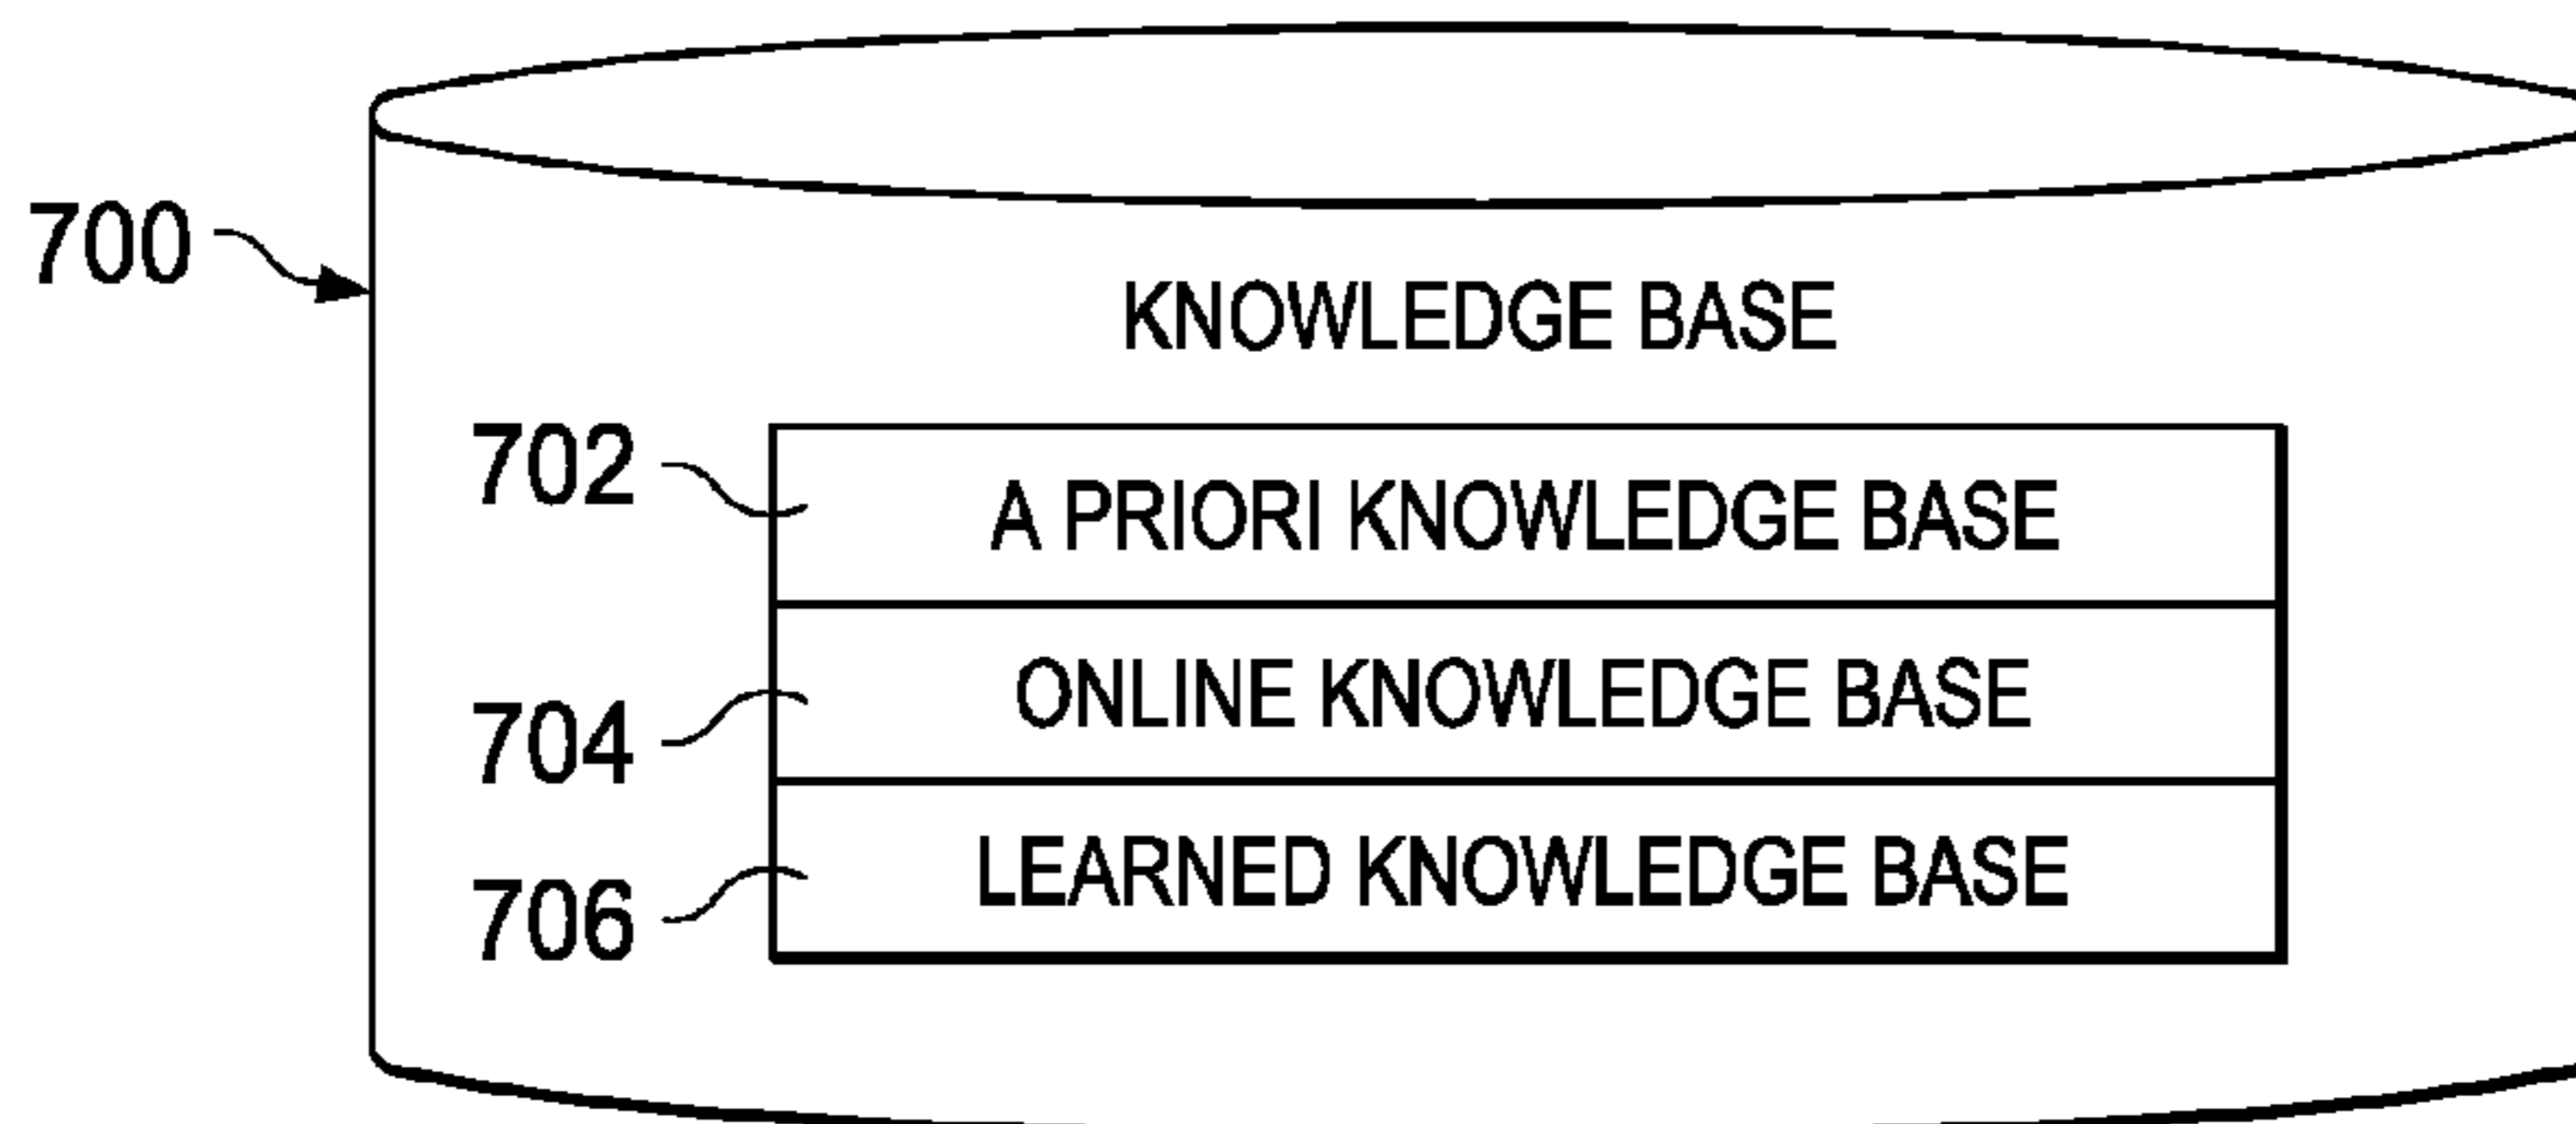 700
KNOWLEDGE BASE
702 A PRIORI KNOWLEDGE BASE
704 ONLINE KNOWLEDGE BASE
706 LEARNED KNOWLEDGE BASE